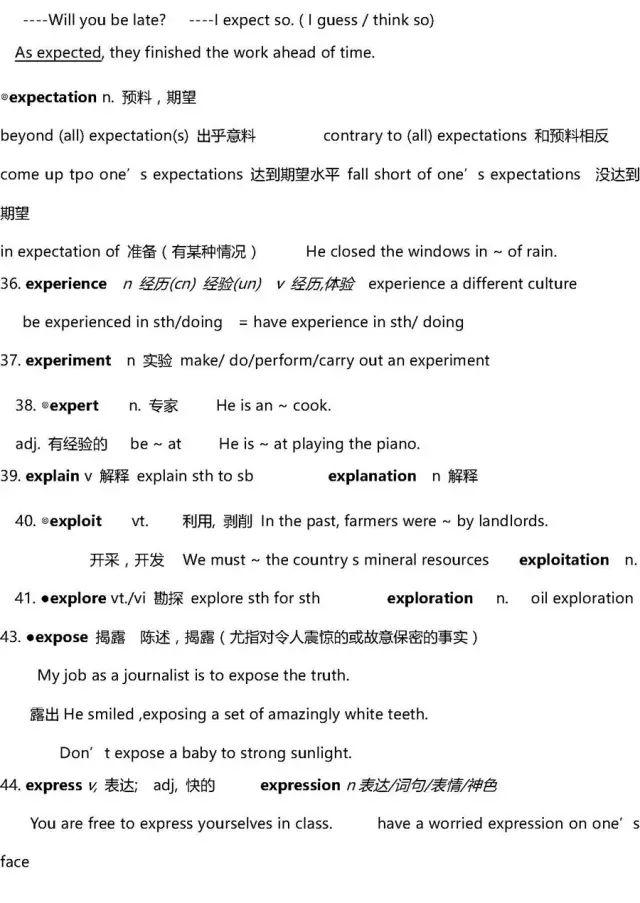 ----Will you be late? ----I expect so. ( I guess / think so)
As expected, they finished the work ahead of time.
◎expectation n. 预料，期望
beyond (all) expectation(s) 出乎意料 contrary to (all) expectations 和预料相反
come up tpo one’s expectations 达到期望水平 fall short of one’s expectations 没达到
期望
in expectation of 准备（有某种情况） He closed the windows in ~ of rain.
36. experience n 经历(cn) 经验(un) v 经历,体验 experience a different culture
be experienced in sth/doing = have experience in sth/ doing
37. experiment n 实验 make/ do/perform/carry out an experiment
38. ◎expert n. 专家 He is an ~ cook.
adj. 有经验的 be ~ at He is ~ at playing the piano.
39. explain v 解释 explain sth to sb explanation n 解释
40. ◎exploit vt. 利用, 剥削 In the past, farmers were ~ by landlords.
开采，开发 We must ~ the country s mineral resources exploitation n.
41. ●explore vt./vi 勘探 explore sth for sth exploration n. oil exploration
43. ●expose 揭露 陈述，揭露（尤指对令人震惊的或故意保密的事实）
My job as a journalist is to expose the truth.
露出 He smiled ,exposing a set of amazingly white teeth.
Don’t expose a baby to strong sunlight.
44. express v, 表达; adj, 快的 expression n 表达/词句/表情/神色
You are free to express yourselves in class. have a worried expression on one’s
face